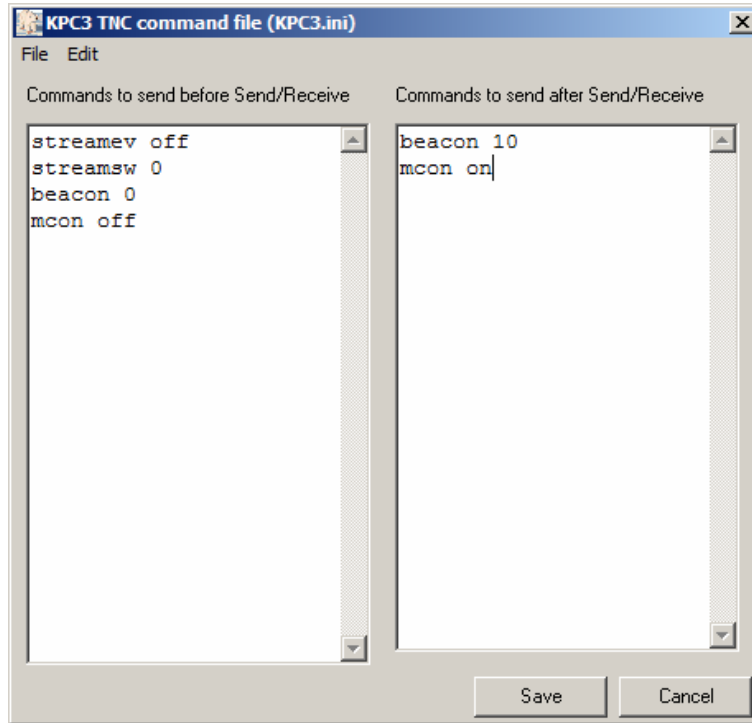 KPC3 TNC command file (KPC3.ini)
File Edit
Commands to send before Send/Receive
streamev off
streamsw 0
beacon 0
mcon off
Commands to send after Send/Receive
beacon 10
mcon on
Save
Cancel